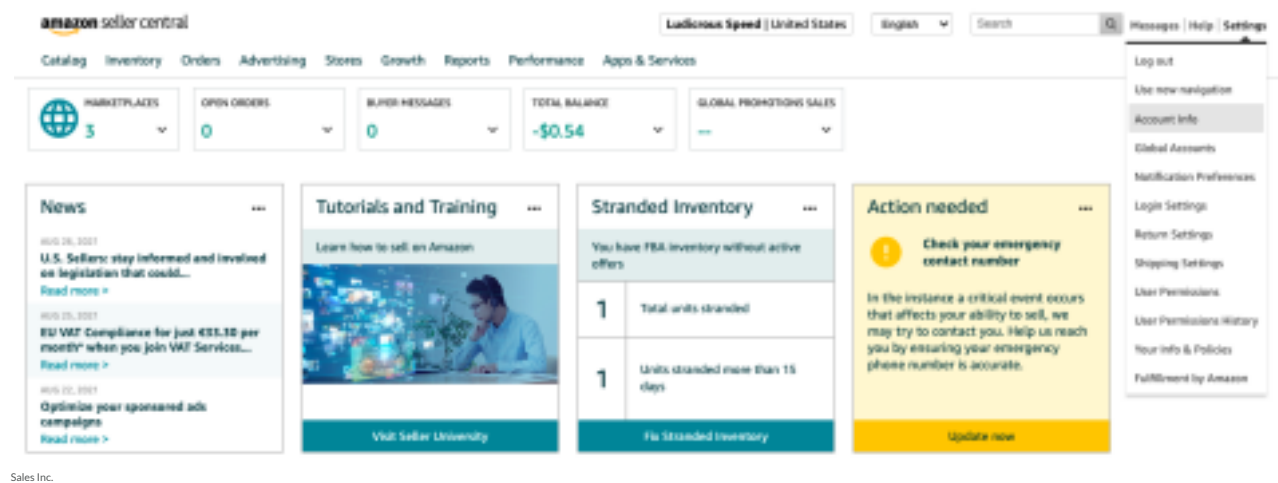 amazon seller central
Ludicrous Speed | United States
English
Search
Messages | Help | Settings
Catalog Inventory Orders Advertising Stores Growth Reports Performance Apps & Services
MARKETPLACES
3
OPEN ORDERS
0
BUYER MESSAGES
0
TOTAL BALANCE
-$0.54
GLOBAL PROMOTIONS SALES
--
Log out
Use new navigation
Account Info
Global Accounts
Notification Preferences
Login Settings
Return Settings
Shipping Settings
User Permissions
User Permissions History
Your Info & Policies
Fulfillment by Amazon
News
AUG 26, 2021
U.S. Sellers: stay informed and involved
on legislation that could...
Read more >
AUG 25, 2021
EU VAT Compliance for just €33.30 per
month* when you join VAT Services...
Read more >
AUG 22, 2021
Optimize your sponsored ads
campaigns
Read more >
Tutorials and Training
Learn how to sell on Amazon
Visit Seller University
Stranded Inventory
You have FBA inventory without active
offers
1 Total units stranded
1 Units stranded more than 15
days
Fix Stranded Inventory
Action needed
Check your emergency
contact number
In the instance a critical event occurs
that affects your ability to sell, we
may try to contact you. Help us reach
you by ensuring your emergency
phone number is accurate.
Update now
Sales Inc.